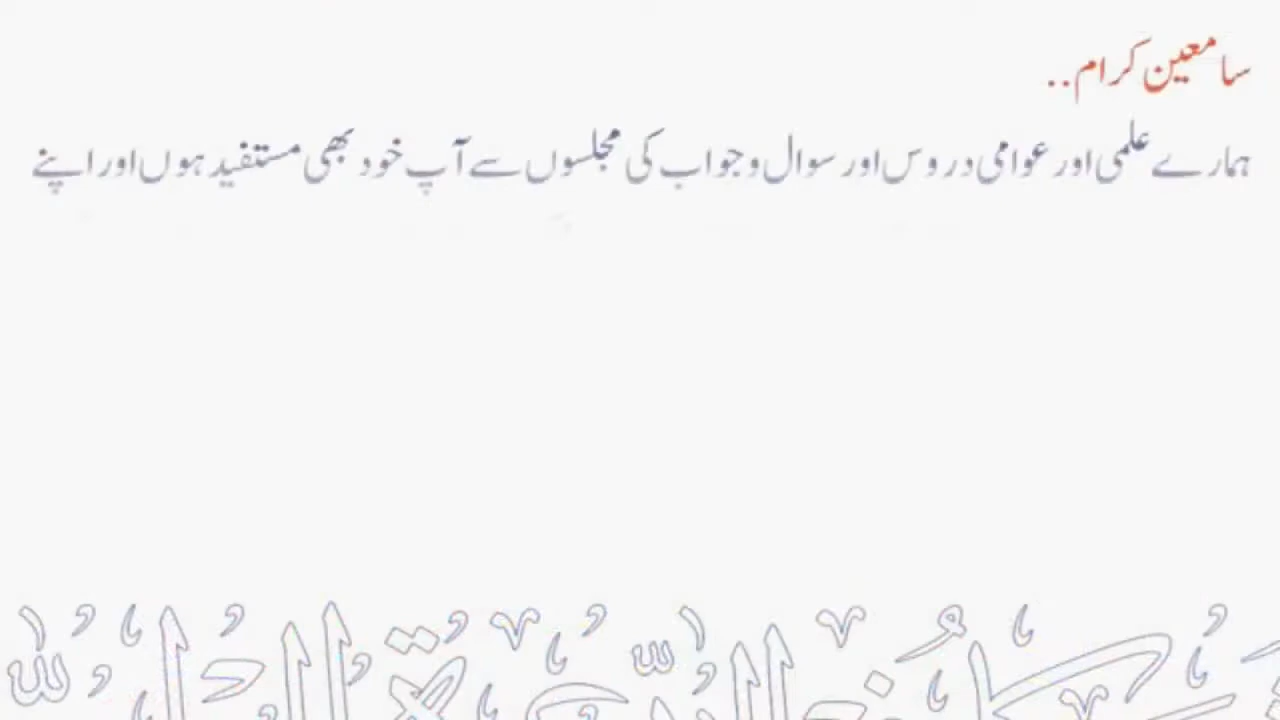 سامعین کرام..
ہمارے علمی اور عوامی دروس اور سوال و جواب کی مجلسوں سے آپ خود بھی مستفید ہوں اور اپنے